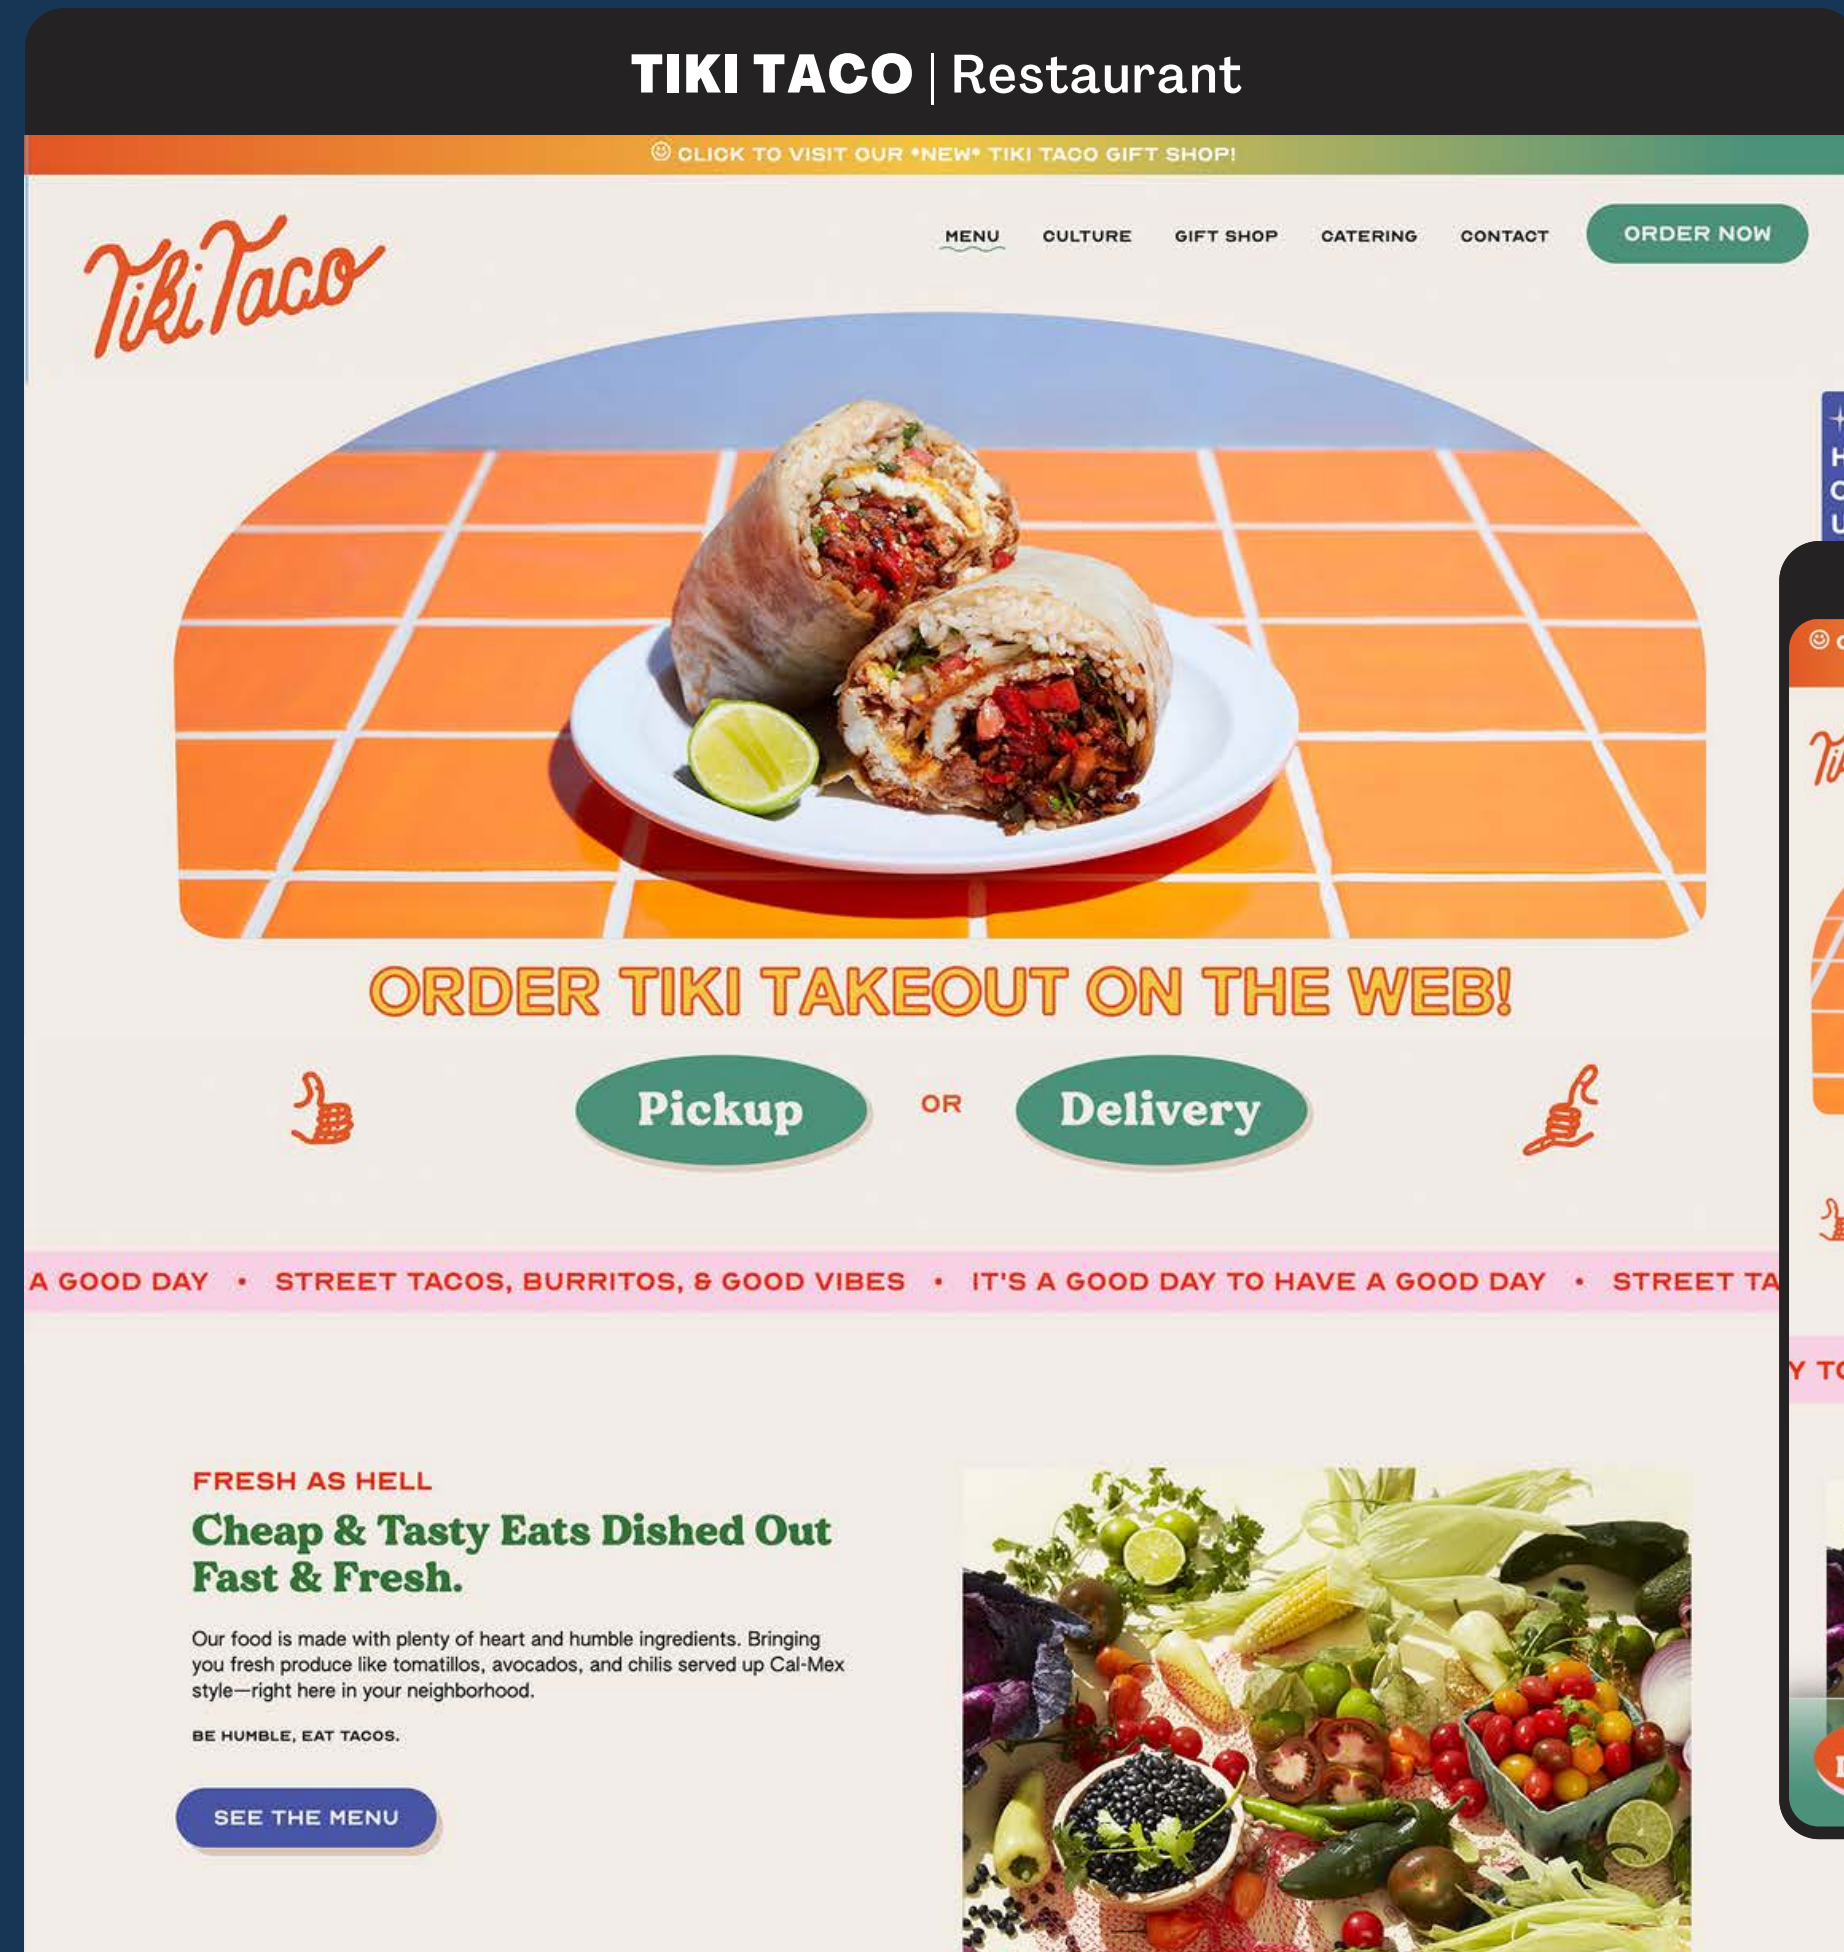 TIKI TACO | Restaurant
CLICK TO VISIT OUR *NEW* TIKI TACO GIFT SHOP!
Tiki Taco
MENU CULTURE GIFT SHOP CATERING CONTACT ORDER NOW
H
O
U
ORDER TIKI TAKEOUT ON THE WEB!
Pickup OR Delivery
A GOOD DAY • STREET TACOS, BURRITOS, & GOOD VIBES • IT'S A GOOD DAY TO HAVE A GOOD DAY • STREET TA
Y TO
FRESH AS HELL
Cheap & Tasty Eats Dished Out
Fast & Fresh.
Our food is made with plenty of heart and humble ingredients. Bringing
you fresh produce like tomatillos, avocados, and chilis served up Cal-Mex
style—right here in your neighborhood.
BE HUMBLE, EAT TACOS.
SEE THE MENU